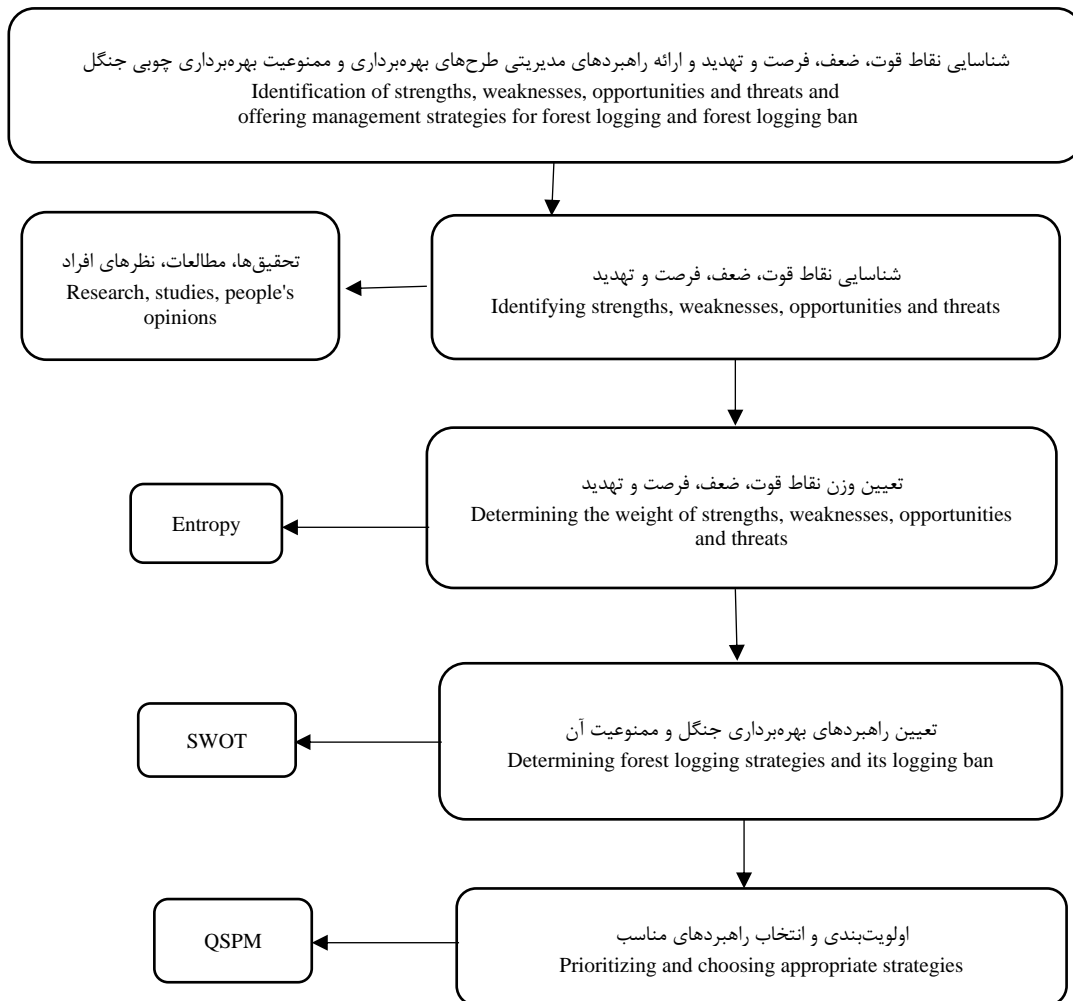 شناسایی نقاط قوت، ضعف، فرصت و تهدید و ارائه راهبردهای مدیریتی طرح‌های بهره‌برداری و ممنوعیت بهره‌برداری چوبی جنگل
Identification of strengths, weaknesses, opportunities and threats and
offering management strategies for forest logging and forest logging ban
شناسایی نقاط قوت، ضعف، فرصت و تهدید
Identifying strengths, weaknesses, opportunities and threats
تحقیق‌ها، مطالعات، نظرهای افراد
Research, studies, people's
opinions
تعیین وزن نقاط قوت، ضعف، فرصت و تهدید
Determining the weight of strengths, weaknesses, opportunities
and threats
Entropy
تعیین راهبردهای بهره‌برداری جنگل و ممنوعیت آن
Determining forest logging strategies and its logging ban
SWOT
اولویت‌بندی و انتخاب راهبردهای مناسب
Prioritizing and choosing appropriate strategies
QSPM